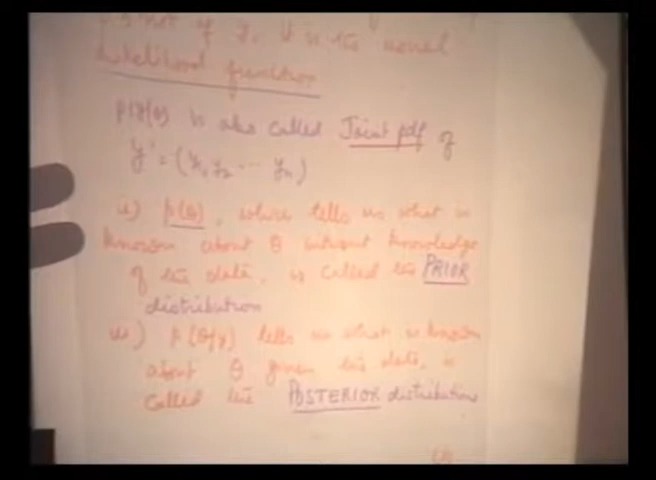 & not of y, it is the usual
likelihood function
p(y/θ) is also called Joint pdf of
y' = (y₁, y₂ ... yₙ)
ii) p(θ), which tells us what is
known about θ without knowledge
of the data, is called the PRIOR
distribution
iii) p(θ/y) tells us what is known
about θ given the data, is
called the POSTERIOR distribution